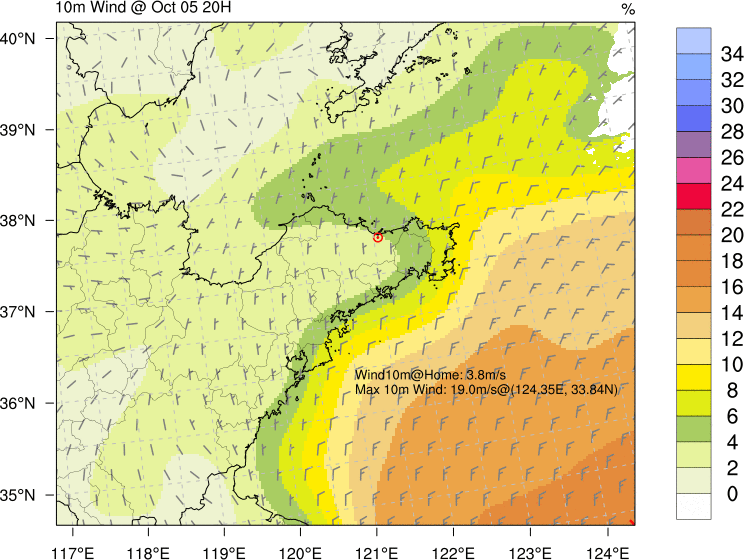 10m Wind @ Oct 05 20H
%
40°N
39°N
38°N
37°N
36°N
35°N
117°E
118°E
119°E
120°E
121°E
122°E
123°E
124°E
Wind10m@Home: 3.8m/s
Max 10m Wind: 19.0m/s@(124.35E, 33.84N)
34
32
30
28
26
24
22
20
18
16
14
12
10
8
6
4
2
0